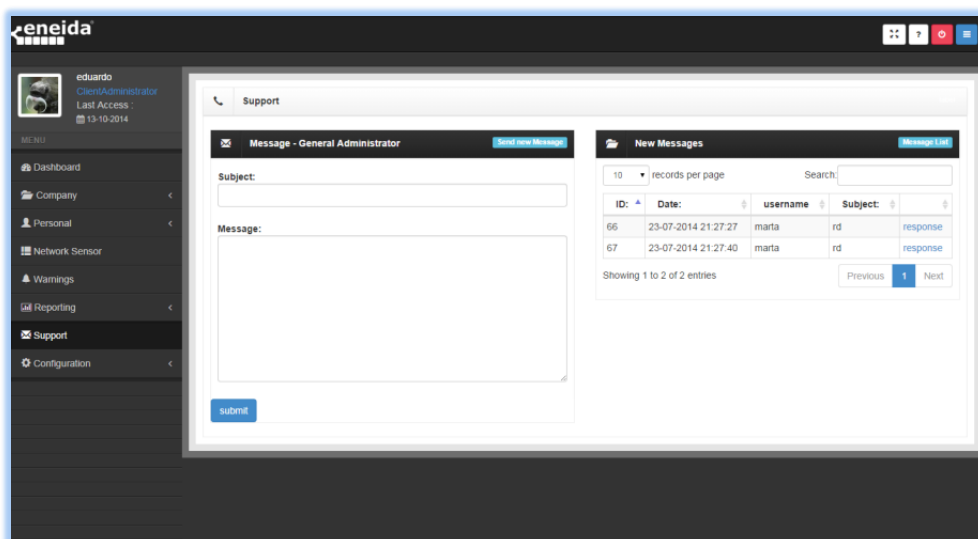 eneida
?
eduardo
ClientAdministrator
Last Access :
13-10-2014
MENU
Dashboard
Company
Personal
Network Sensor
Warnings
Reporting
Support
Configuration
Support
Message - General Administrator
Send new Message
Subject:
Message:
submit
New Messages
Message List
10 records per page
Search:
ID: Date: username Subject:
66 23-07-2014 21:27:27 marta rd response
67 23-07-2014 21:27:40 marta rd response
Showing 1 to 2 of 2 entries
Previous 1 Next